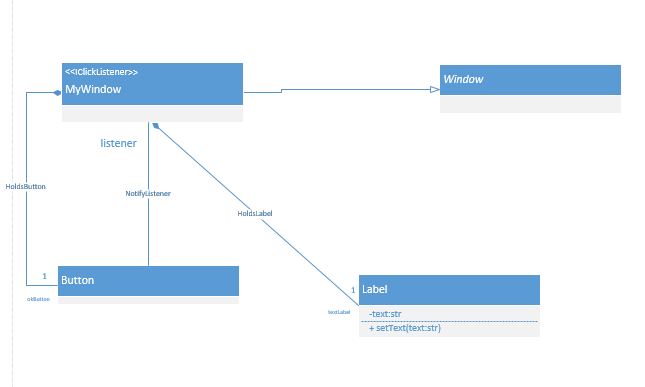 <<IClickListener>>
MyWindow
Window
listener
HoldsButton
NotifyListener
HoldsLabel
1
Button
okButton
1
Label
textLabel
-text:str
+ setText(text:str)